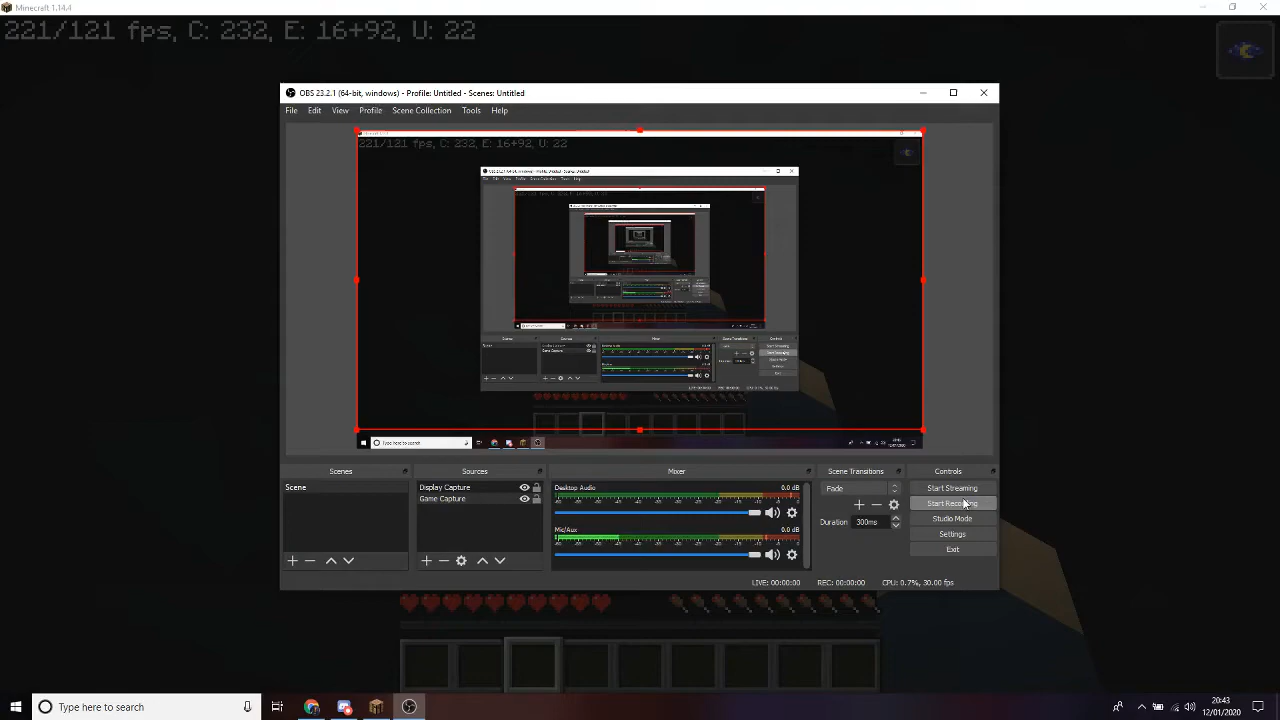 Minecraft 1.14.4
221/121 fps, C: 232, E: 16+92, U: 22
OBS 23.2.1 (64-bit, windows) - Profile: Untitled - Scenes: Untitled
File Edit View Profile Scene Collection Tools Help
221/121 fps, C: 232, E: 16+92, U: 22
Type here to search
Scenes Sources Mixer Scene Transitions Controls
Scene
Display Capture
Game Capture
Desktop Audio 0.0 dB
Mic/Aux 0.0 dB
Fade
Duration 300ms
Start Streaming
Start Recording
Studio Mode
Settings
Exit
LIVE: 00:00:00 REC: 00:00:00 CPU: 0.7%, 30.00 fps
Type here to search
20:43
12/01/2020